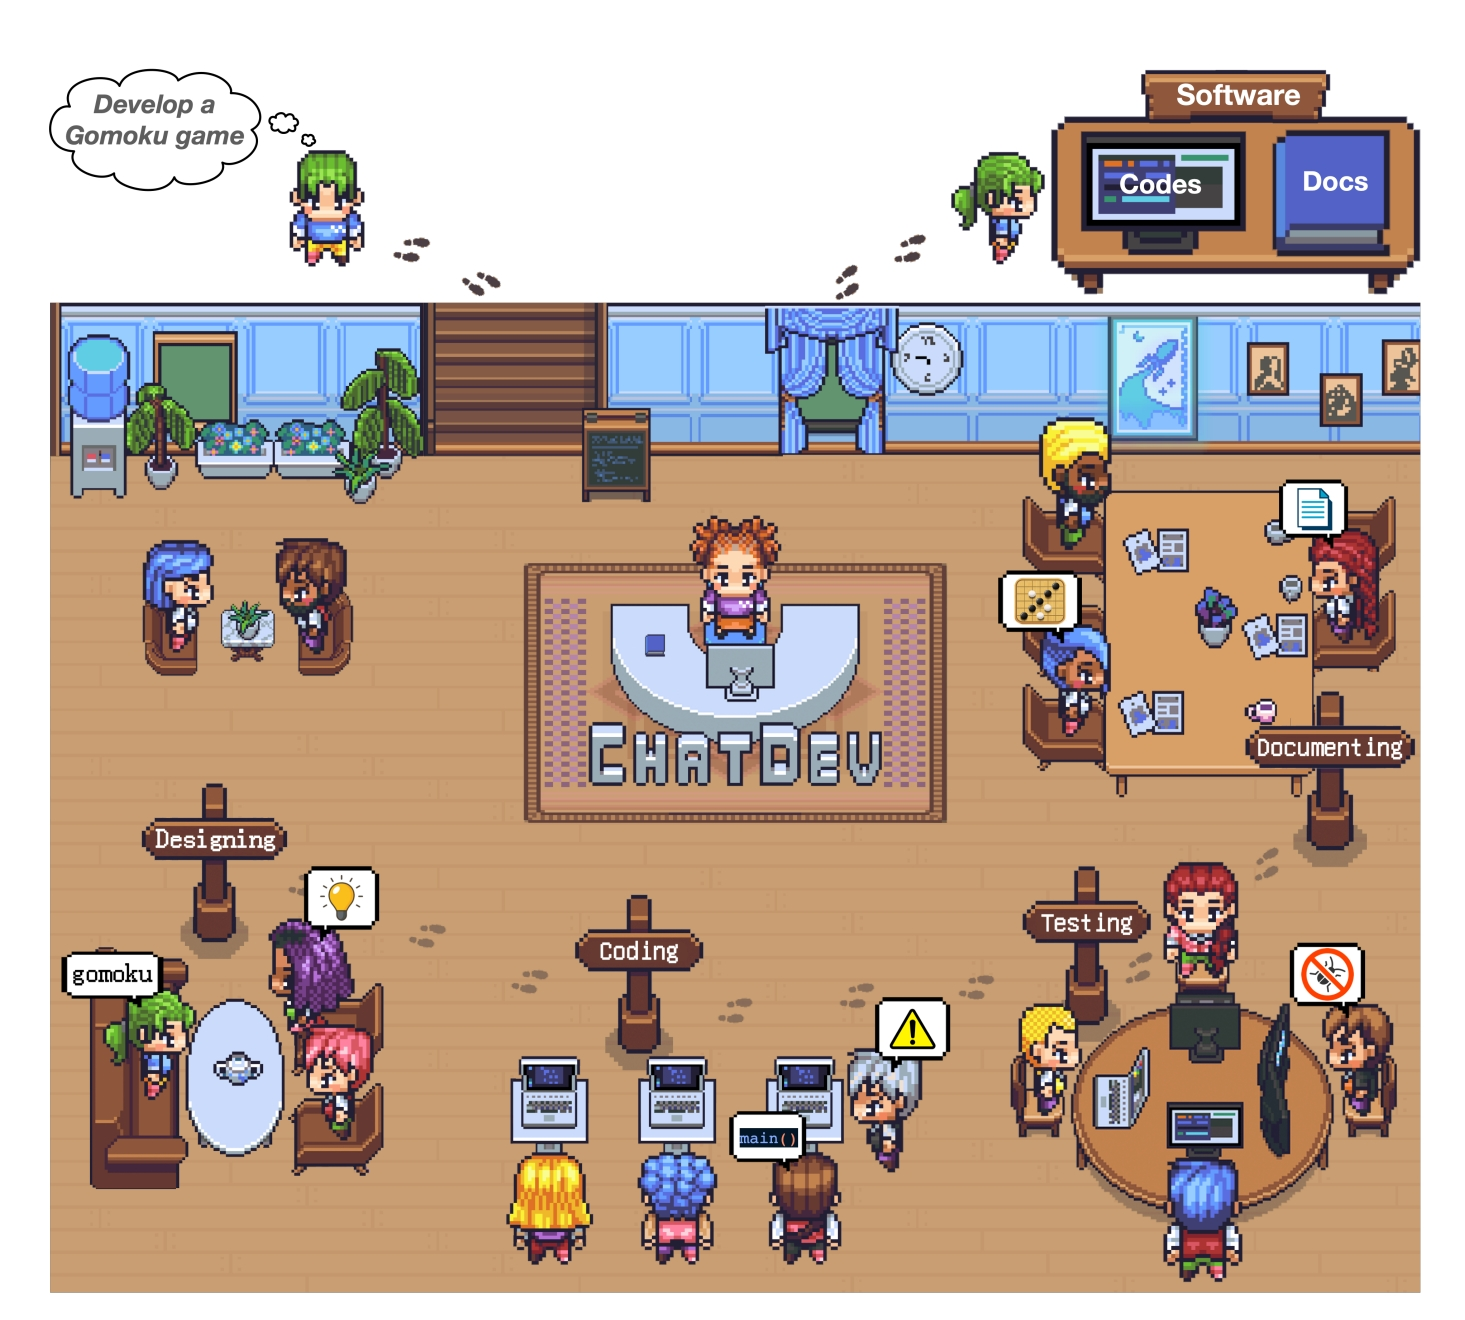 Develop a
Gomoku game
Software
Codes
Docs
ChatDev
Documenting
Designing
Testing
Coding
gomoku
main()